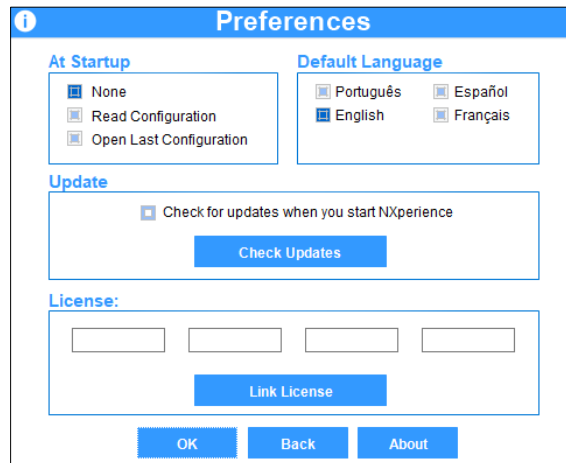 i Preferences
At Startup
None
Read Configuration
Open Last Configuration
Default Language
Português Español
English Français
Update
Check for updates when you start NXperience
Check Updates
License:
Link License
OK Back About